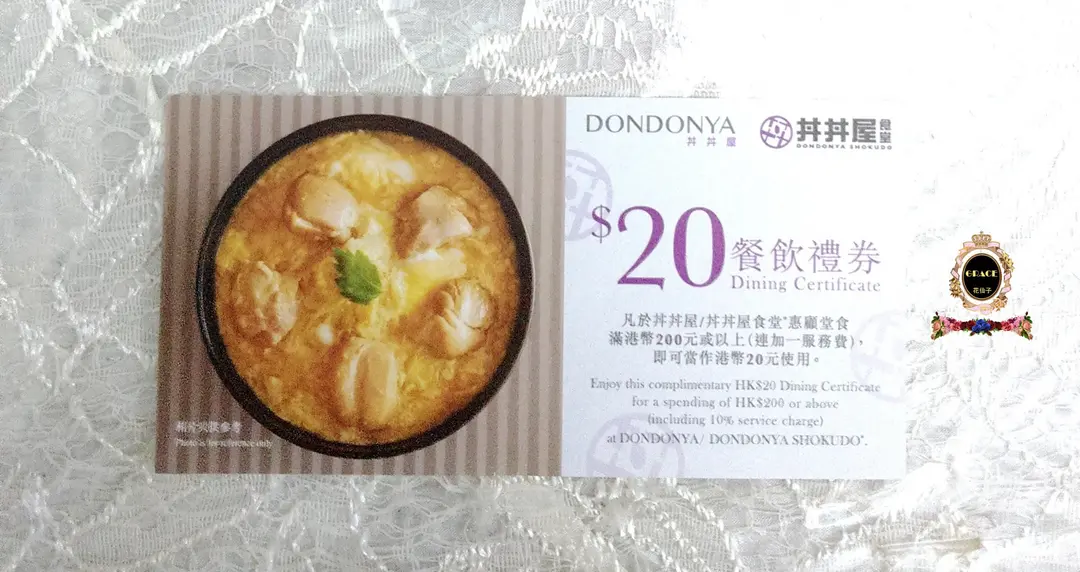 DONDONYA
丼丼屋
丼丼屋食堂
DONDONYA SHOKUDO
$20 餐飲禮券
Dining Certificate
凡於丼丼屋/丼丼屋食堂*惠顧堂食
滿港幣200元或以上(連加一服務費),
即可當作港幣20元使用。
Enjoy this complimentary HK$20 Dining Certificate
for a spending of HK$200 or above
(including 10% service charge)
at DONDONYA/ DONDONYA SHOKUDO*.
相片只供參考
Photo is for reference only
GRACE
花仙子